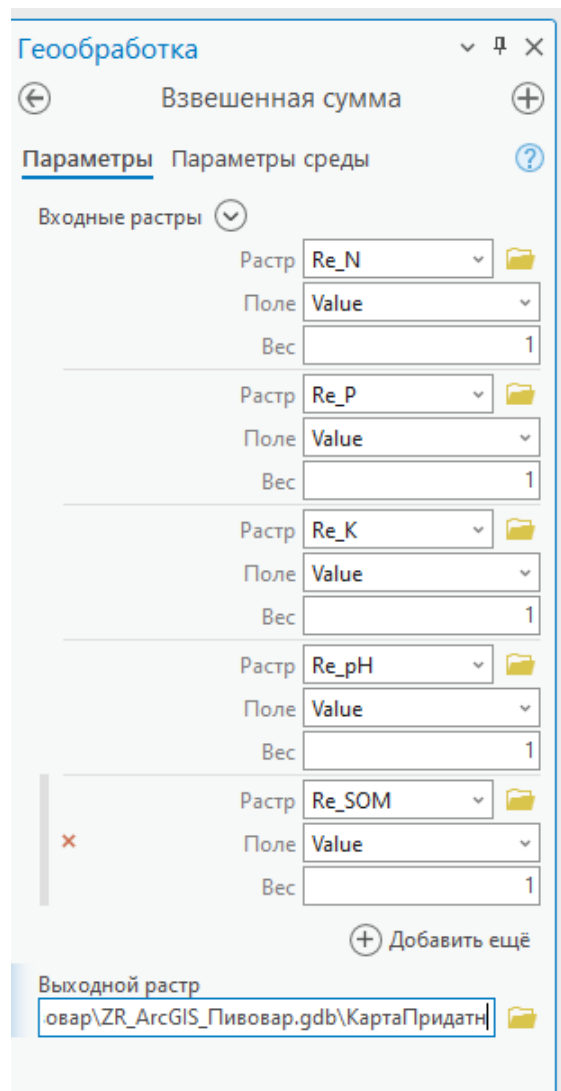 Геообработка
Взвешенная сумма
Параметры Параметры среды ?
Входные растры
Растр Re_N
Поле Value
Вес 1
Растр Re_P
Поле Value
Вес 1
Растр Re_K
Поле Value
Вес 1
Растр Re_pH
Поле Value
Вес 1
Растр Re_SOM
Поле Value
Вес 1
Добавить ещё
Выходной растр
овар\ZR_ArcGIS_Пивовар.gdb\КартаПридатн